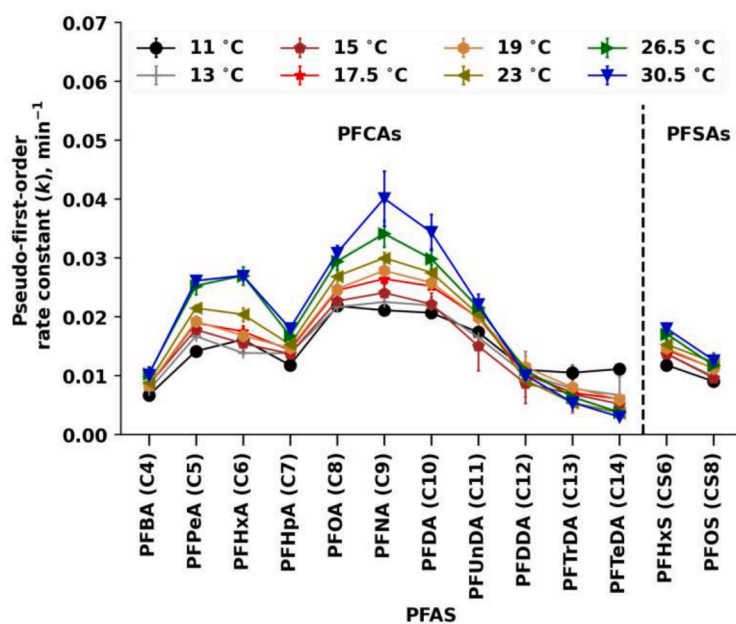 0.07
0.06
0.05
0.04
0.03
0.02
0.01
0.00
Pseudo-first-order
rate constant (k), min⁻¹
11 °C 15 °C 19 °C 26.5 °C
13 °C 17.5 °C 23 °C 30.5 °C
PFCAs PFSAs
PFBA (C4)
PFPeA (C5)
PFHxA (C6)
PFHpA (C7)
PFOA (C8)
PFNA (C9)
PFDA (C10)
PFUnDA (C11)
PFDDA (C12)
PFTrDA (C13)
PFTeDA (C14)
PFHxS (CS6)
PFOS (CS8)
PFAS